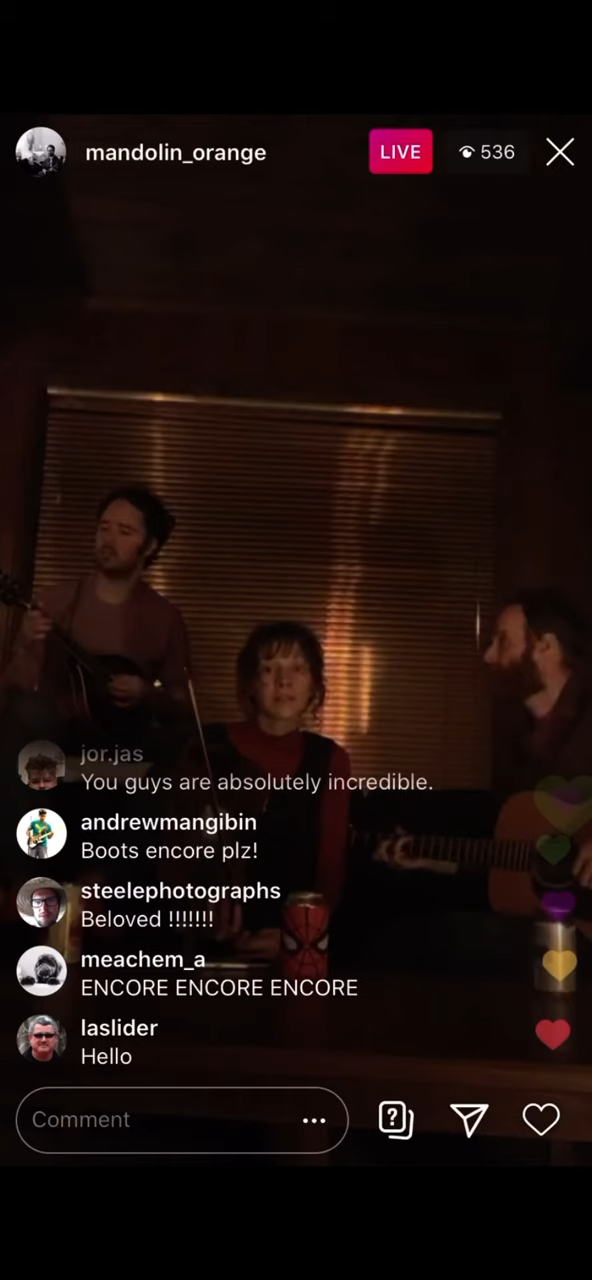 mandolin_orange
LIVE
536
jor.jas
You guys are absolutely incredible.
andrewmangibin
Boots encore plz!
steelephotographs
Beloved !!!!!!!
meachem_a
ENCORE ENCORE ENCORE
laslider
Hello
Comment